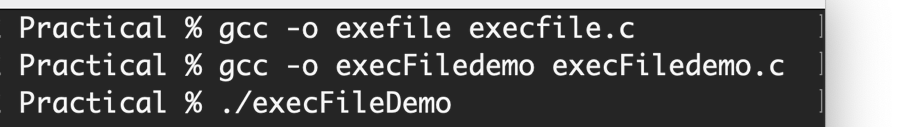 Practical % gcc -o exefile execfile.c
Practical % gcc -o execFiledemo execFiledemo.c
Practical % ./execFileDemo